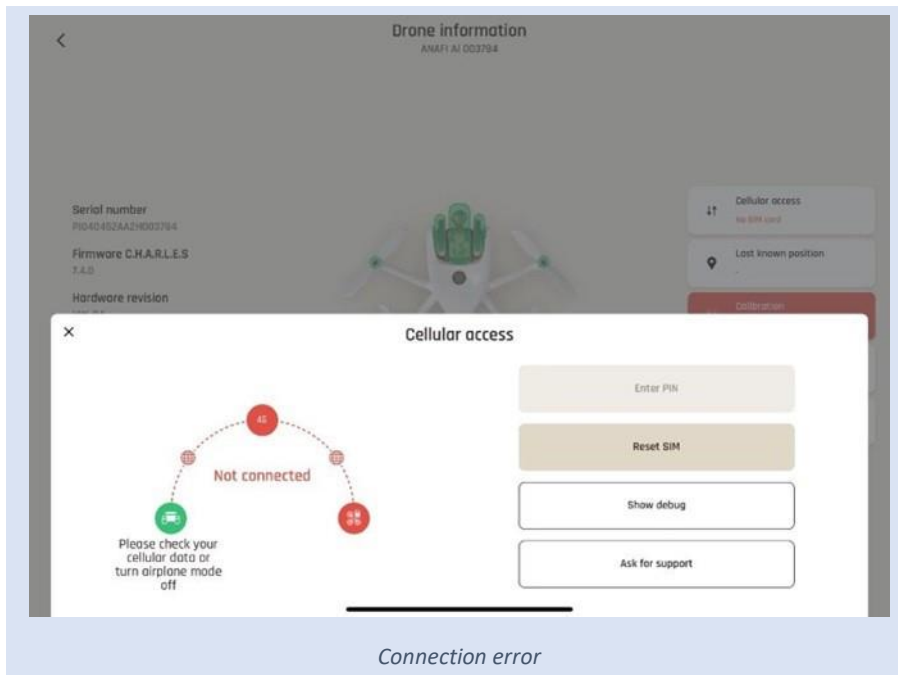 Drone information
ANAFI AI 003784
Serial number
PI040452AA2H003784
Firmware C.H.A.R.L.E.S
7.4.0
Hardware revision
Cellular access
no SIM card
Last known position
-
Calibration
Cellular access
4G
Not connected
Please check your
cellular data or
turn airplane mode
off
Enter PIN
Reset SIM
Show debug
Ask for support
Connection error